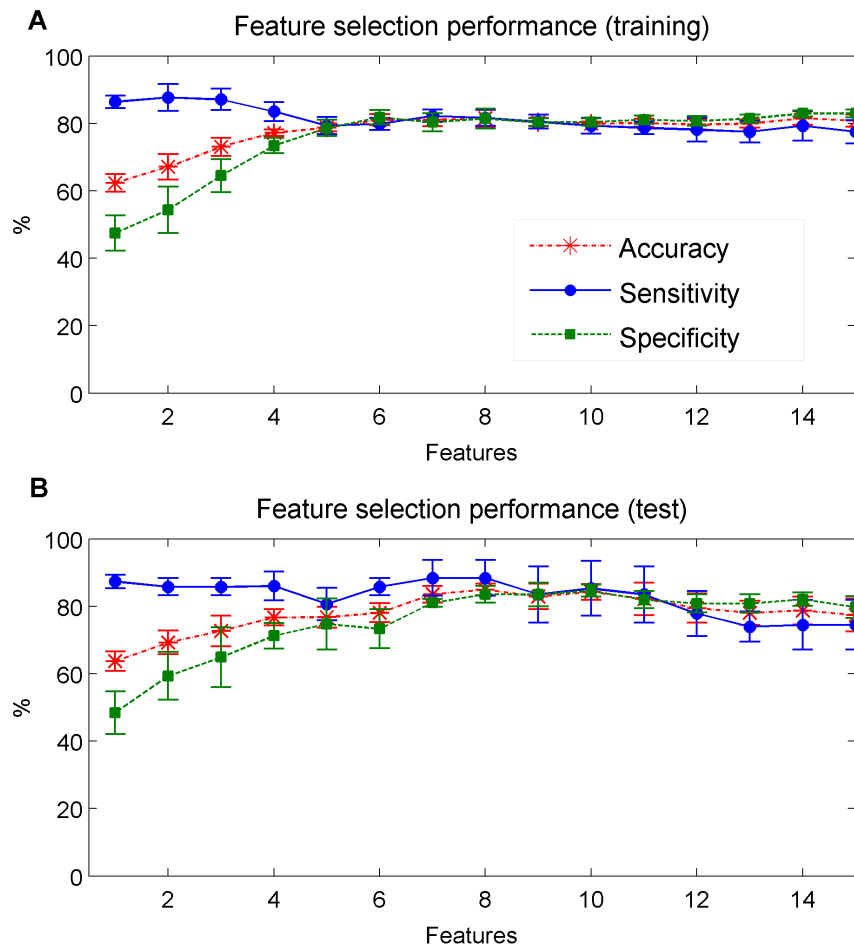 A
Feature selection performance (training)
100
80
60
40
20
0
%
Accuracy
Sensitivity
Specificity
2 4 6 8 10 12 14
Features
B
Feature selection performance (test)
100
80
60
40
20
0
%
2 4 6 8 10 12 14
Features